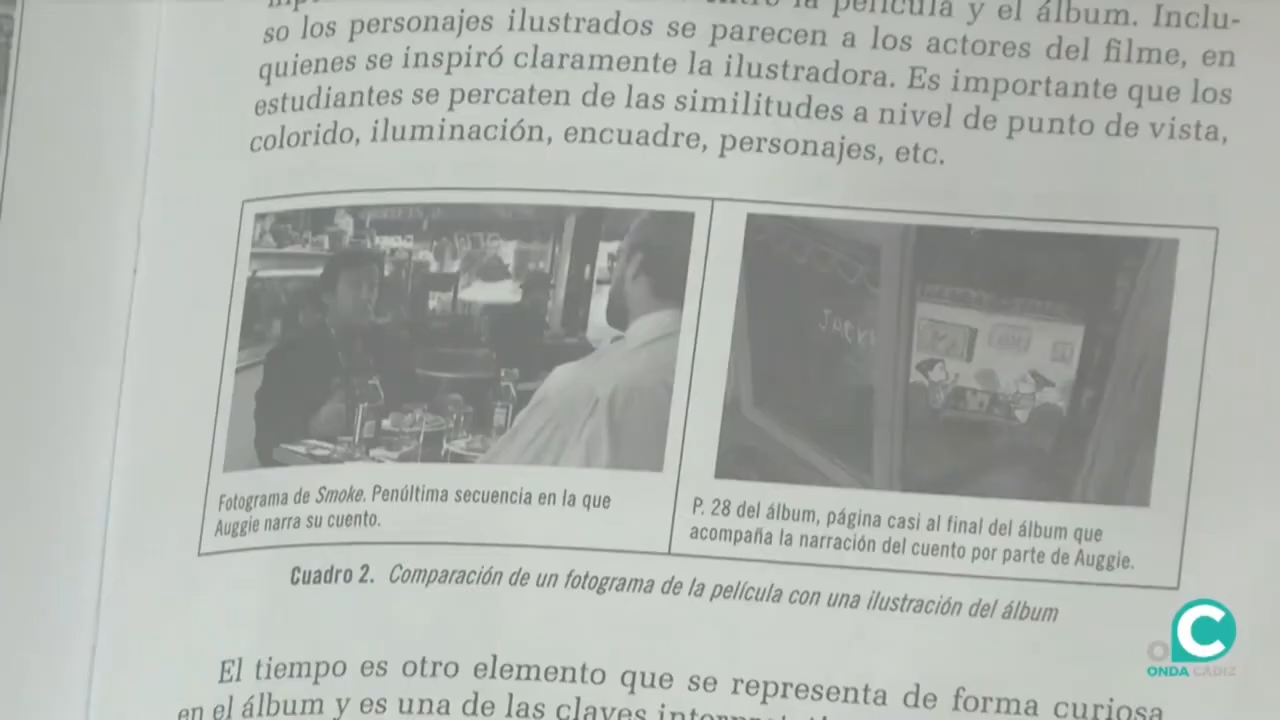 la película y el álbum. Inclu-
so los personajes ilustrados se parecen a los actores del filme, en
quienes se inspiró claramente la ilustradora. Es importante que los
estudiantes se percaten de las similitudes a nivel de punto de vista,
colorido, iluminación, encuadre, personajes, etc.
Fotograma de Smoke. Penúltima secuencia en la que
Auggie narra su cuento.
P. 28 del álbum, página casi al final del álbum que
acompaña la narración del cuento por parte de Auggie.
Cuadro 2. Comparación de un fotograma de la película con una ilustración del álbum
El tiempo es otro elemento que se representa de forma curiosa
en el álbum y es una de las claves
ONDA CÁDIZ